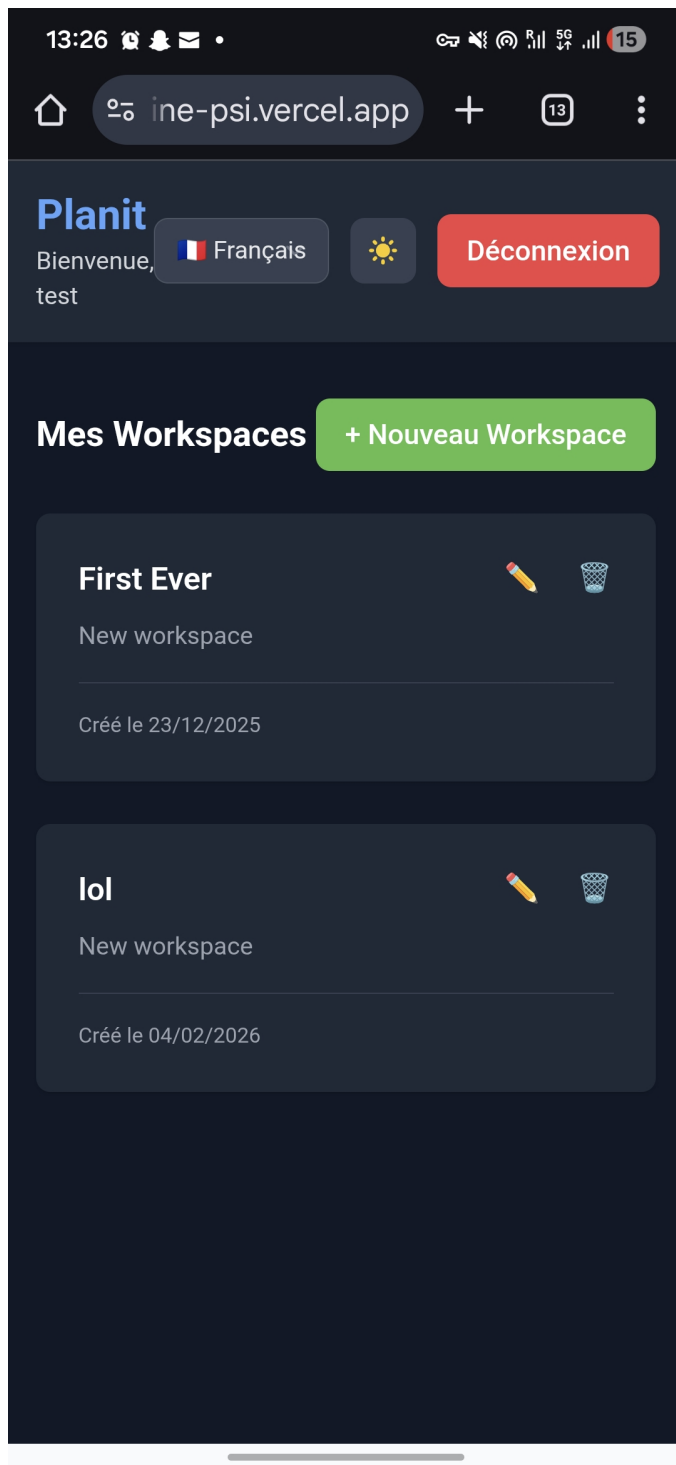 13:26
R 5G 15
ine-psi.vercel.app 13
Planit
Bienvenue,
test
Français
Déconnexion
Mes Workspaces
+ Nouveau Workspace
First Ever
New workspace
Créé le 23/12/2025
lol
New workspace
Créé le 04/02/2026